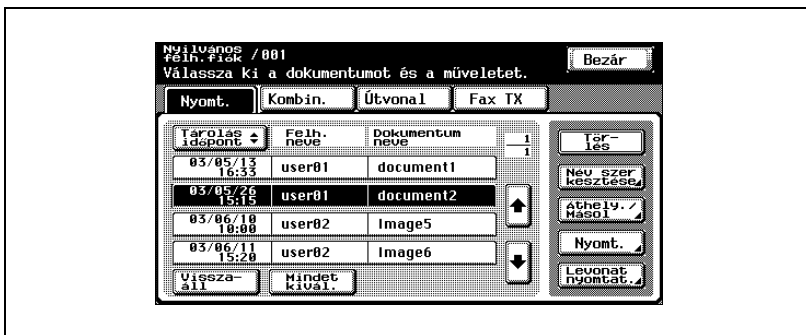 Nyilvános
félh.fiók /001
Bezár
Válassza ki a dokumentumot és a műveletet.
Nyomt. Kombin. Útvonal Fax TX
Tárolás időpont Felh. neve Dokumentum neve 1/1
03/05/13 16:33 user01 document1
03/05/26 15:15 user01 document2
03/06/10 10:00 user02 Image5
03/06/11 15:20 user02 Image6
Vissza-
áll
Mindet
kivál.
Tör-
lés
Név szer
kesztése
Áthely./
Másol
Nyomt.
Levonat
nyomtat.